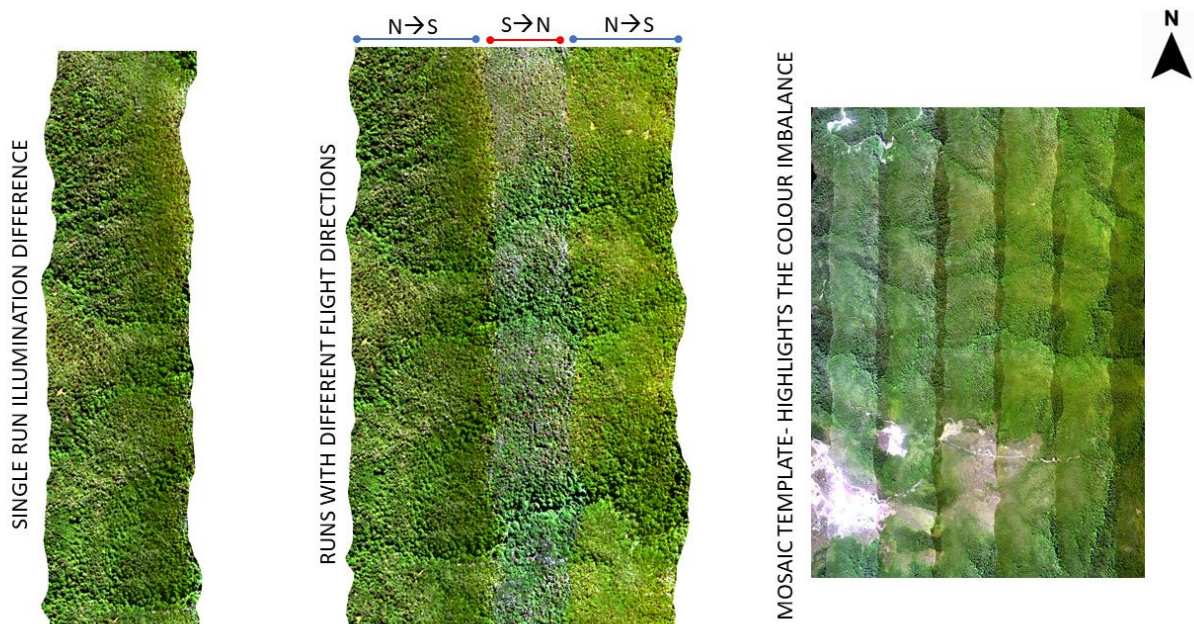 SINGLE RUN ILLUMINATION DIFFERENCE
RUNS WITH DIFFERENT FLIGHT DIRECTIONS
N→S
S→N
N→S
MOSAIC TEMPLATE- HIGHLIGHTS THE COLOUR IMBALANCE
N